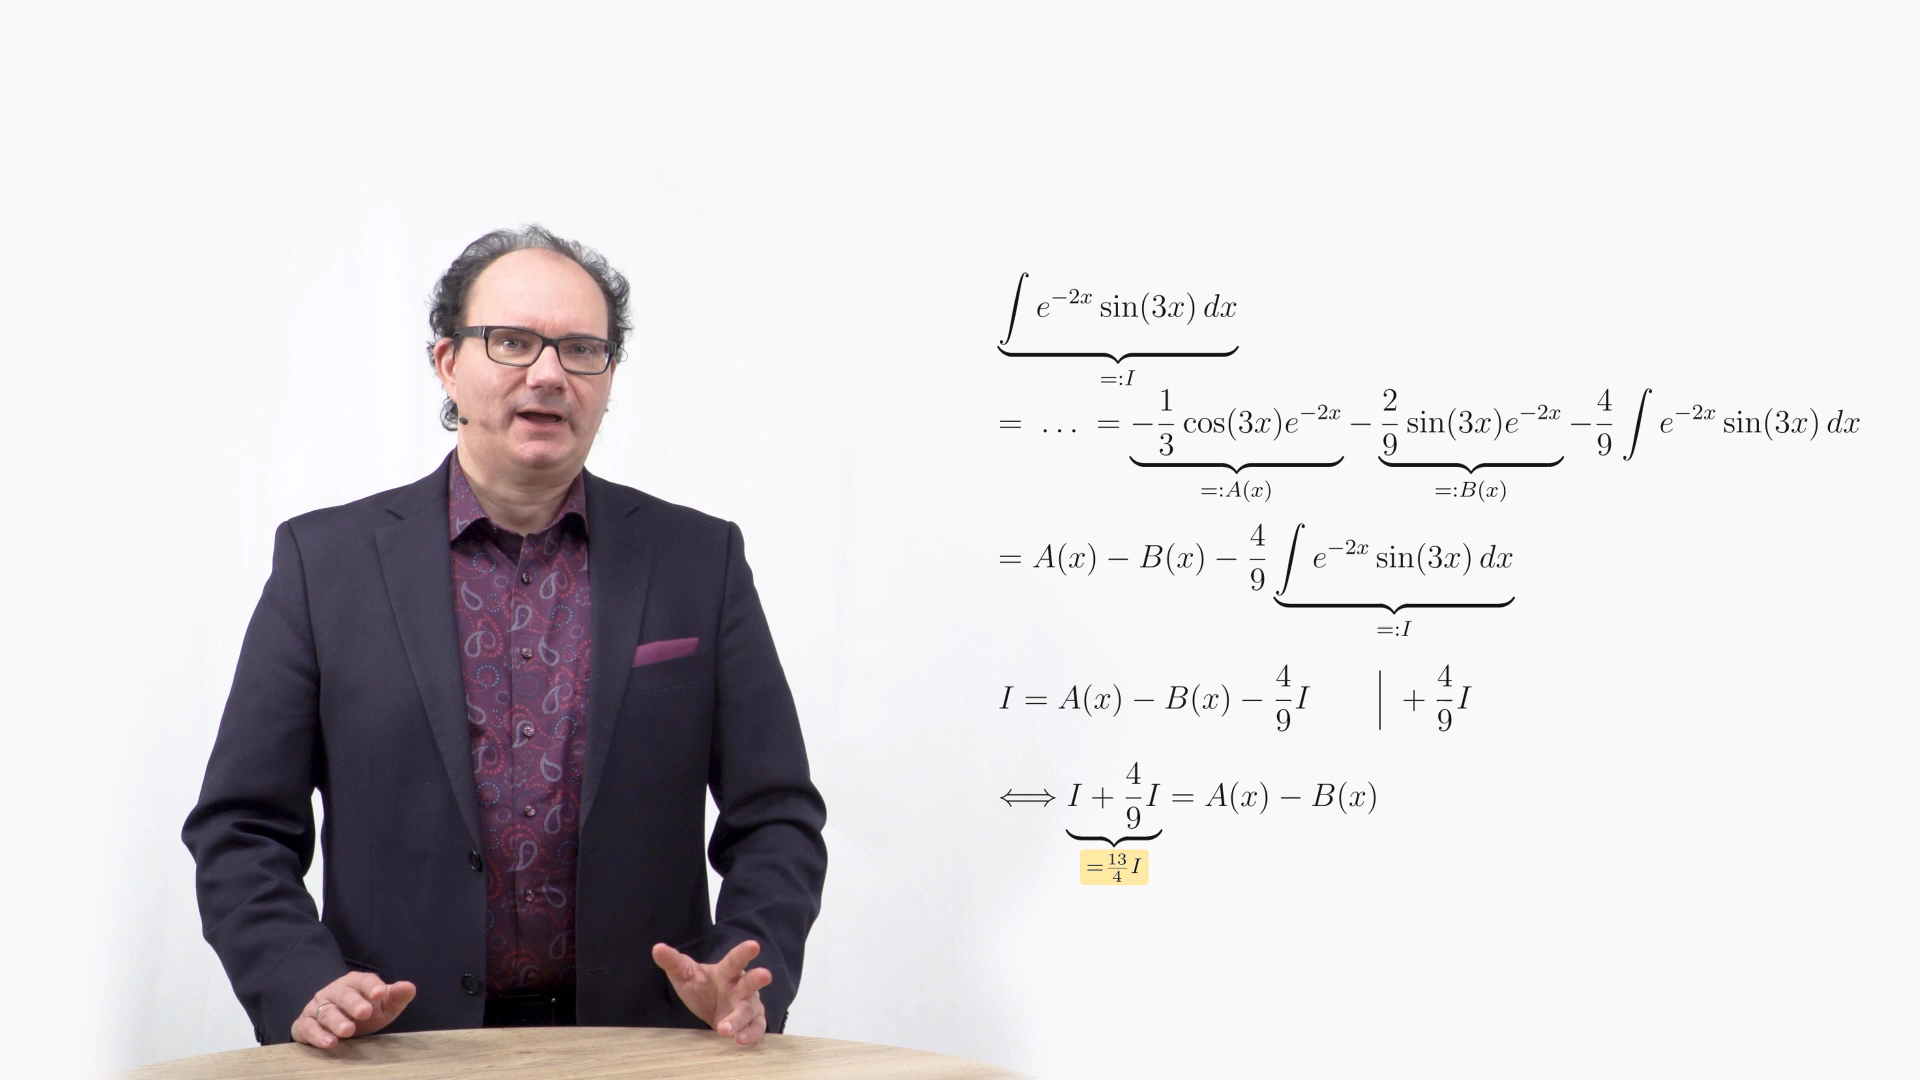 ∫ e^{-2x} sin(3x) dx
=:I
= … = −1/3 cos(3x)e^{-2x} − 2/9 sin(3x)e^{-2x} − 4/9 ∫ e^{-2x} sin(3x) dx
=:A(x) =:B(x)
= A(x) − B(x) − 4/9 ∫ e^{-2x} sin(3x) dx
=:I
I = A(x) − B(x) − 4/9 I | + 4/9 I
⟺ I + 4/9 I = A(x) − B(x)
=13/4 I